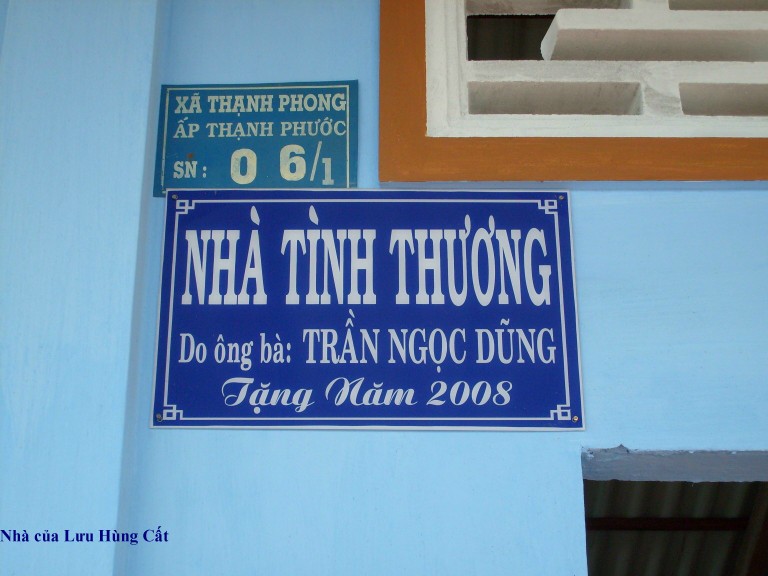 XÃ THẠNH PHONG
ẤP THẠNH PHƯỚC
SN: 0 6/1
NHÀ TÌNH THƯƠNG
Do ông bà: TRẦN NGỌC DŨNG
Tặng Năm 2008
Nhà của Lưu Hùng Cất